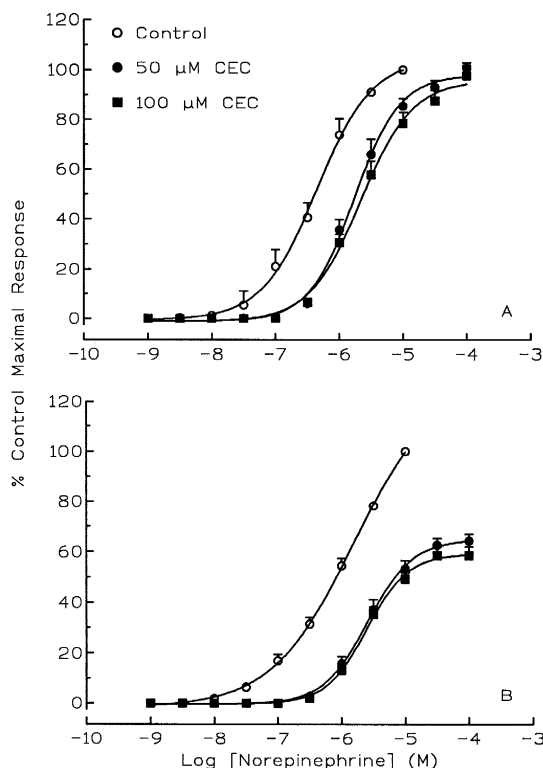 Control
50 μM CEC
100 μM CEC
120
100
80
60
40
20
0
A
-10 -9 -8 -7 -6 -5 -4 -3
% Control Maximal Response
120
100
80
60
40
20
0
B
-10 -9 -8 -7 -6 -5 -4 -3
Log [Norepinephrine] (M)